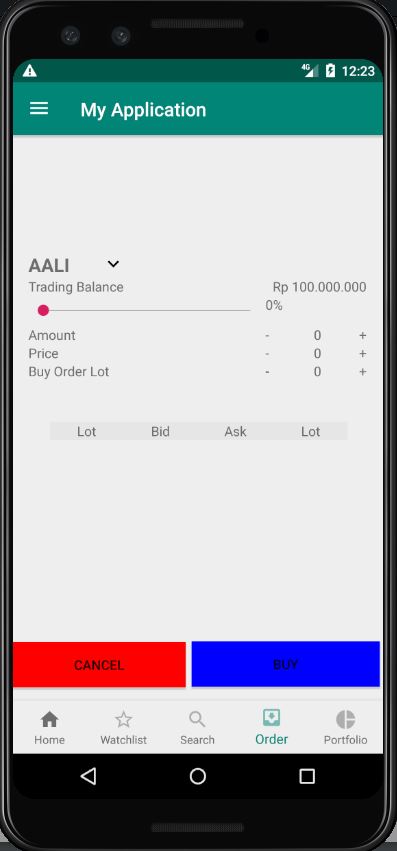 4G 12:23
My Application
AALI
Trading Balance Rp 100.000.000
0%
Amount - 0 +
Price - 0 +
Buy Order Lot - 0 +
Lot Bid Ask Lot
CANCEL BUY
Home Watchlist Search Order Portfolio